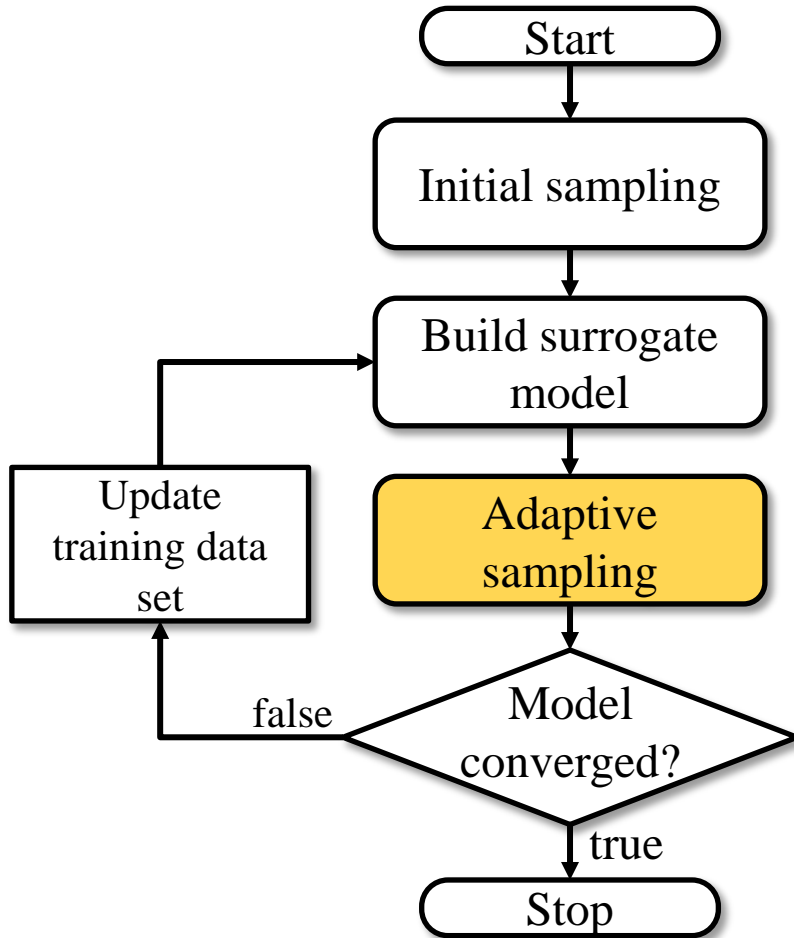 Start
Initial sampling
Build surrogate
model
Adaptive
sampling
Update
training data
set
Model
converged?
false
true
Stop